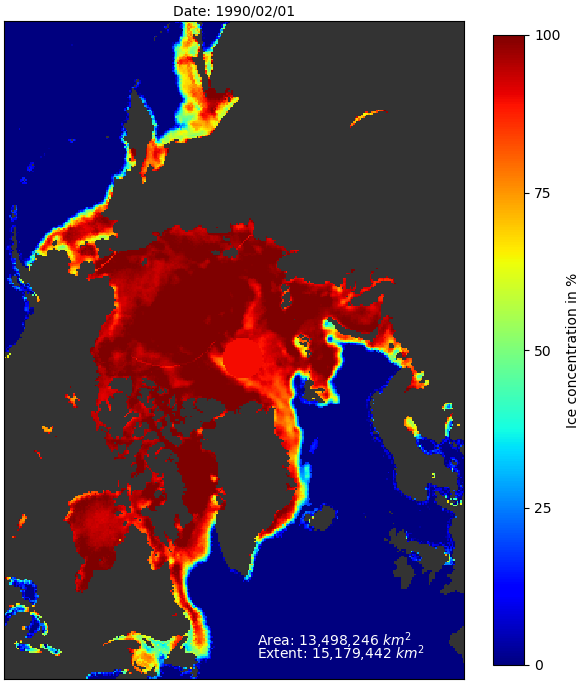 Date: 1990/02/01
100
75
50
25
0
Ice concentration in %
Area: 13,498,246 km²
Extent: 15,179,442 km²